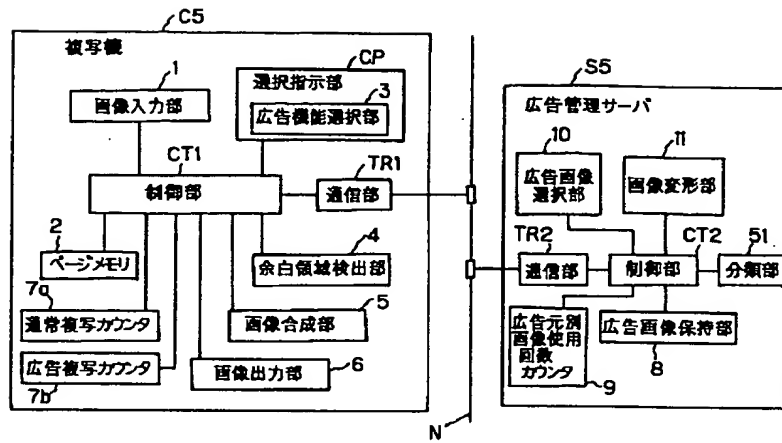 C5
複写機
CP
1
画像入力部
選択指示部
3
広告機能選択部
CT1
制御部
TR1
通信部
2
ページメモリ
4
余白領域検出部
7a
通常複写カウンタ
5
画像合成部
7b
広告複写カウンタ
6
画像出力部
N
S5
広告管理サーバ
10
広告画像
選択部
11
画像変形部
TR2
通信部
CT2
制御部
51
分類部
広告元別
画像使用
回数
カウンタ
9
広告画像保持部
8